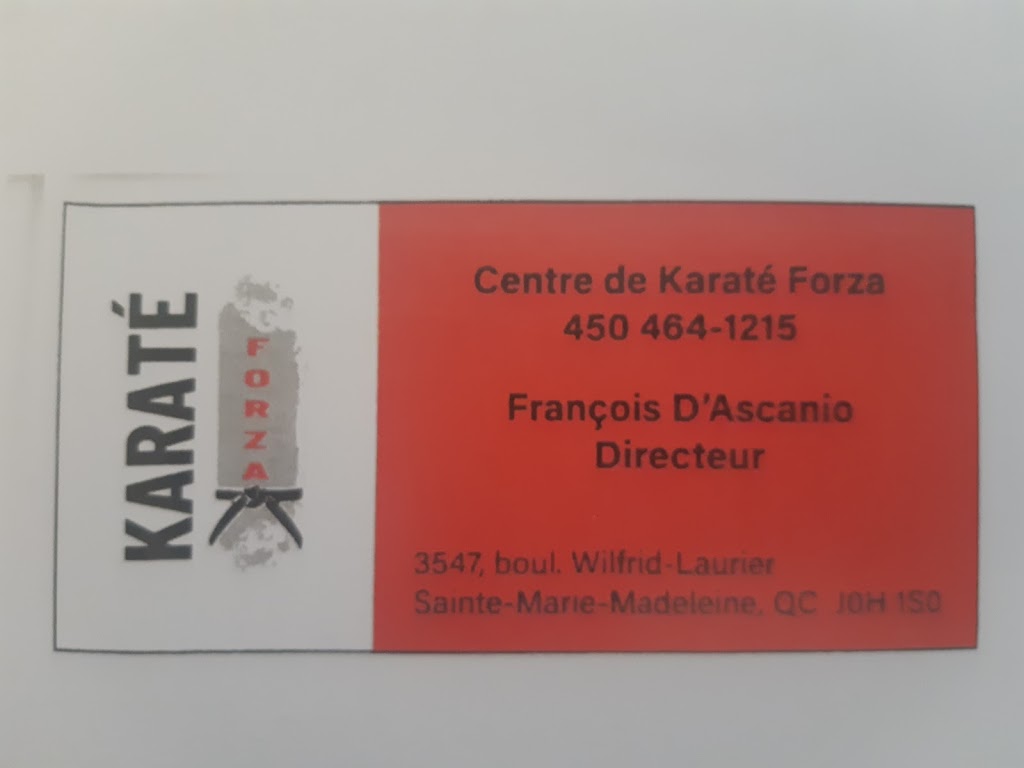 KARATÉ
FORZA
Centre de Karaté Forza
450 464-1215
François D'Ascanio
Directeur
3547, boul. Wilfrid-Laurier
Sainte-Marie-Madeleine, QC J0H 1S0